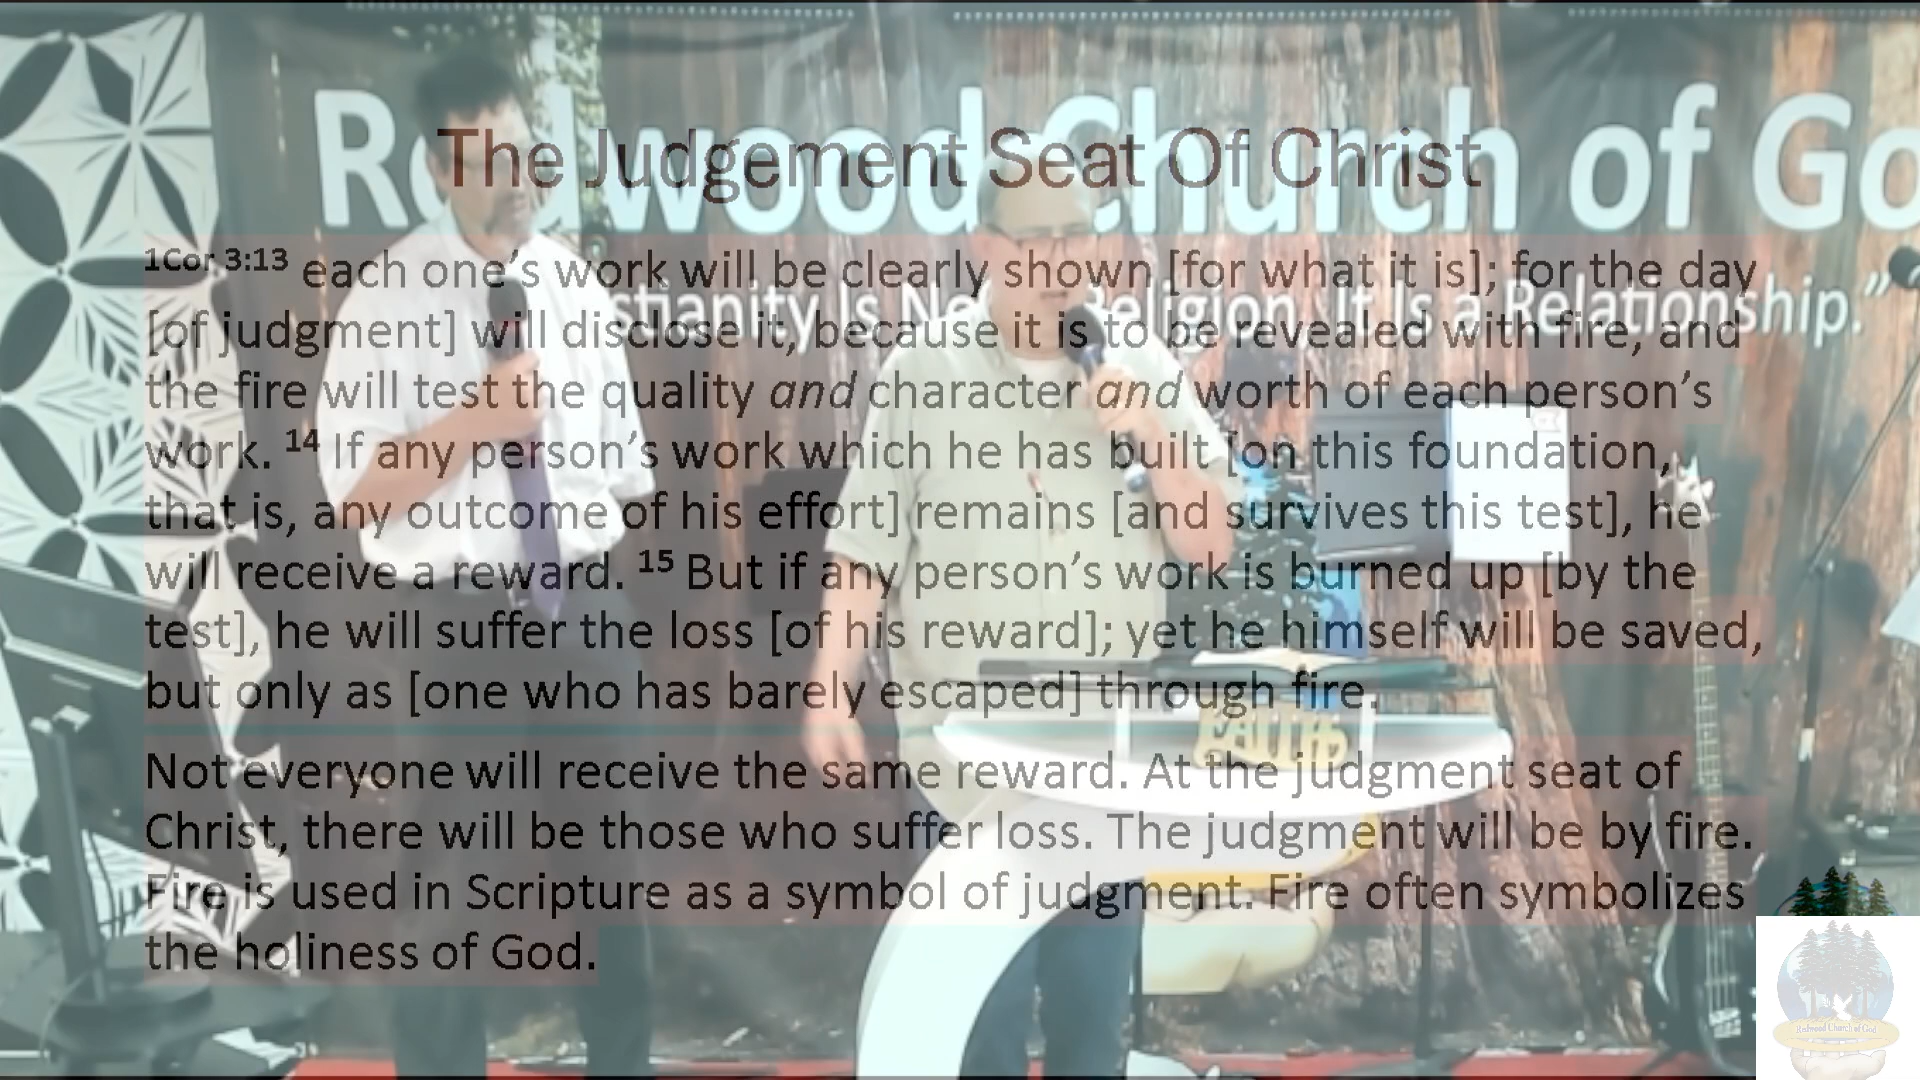 Redwood Church of Go
The Judgement Seat Of Christ
stianity Is No Religion, It Is a Relationship."
1Cor 3:13 each one's work will be clearly shown [for what it is]; for the day
[of judgment] will disclose it, because it is to be revealed with fire, and
the fire will test the quality and character and worth of each person's
work. 14 If any person's work which he has built [on this foundation,
that is, any outcome of his effort] remains [and survives this test], he
will receive a reward. 15 But if any person's work is burned up [by the
test], he will suffer the loss [of his reward]; yet he himself will be saved,
but only as [one who has barely escaped] through fire.
FAITH
Not everyone will receive the same reward. At the judgment seat of
Christ, there will be those who suffer loss. The judgment will be by fire.
Fire is used in Scripture as a symbol of judgment. Fire often symbolizes
the holiness of God.
Redwood Church of God